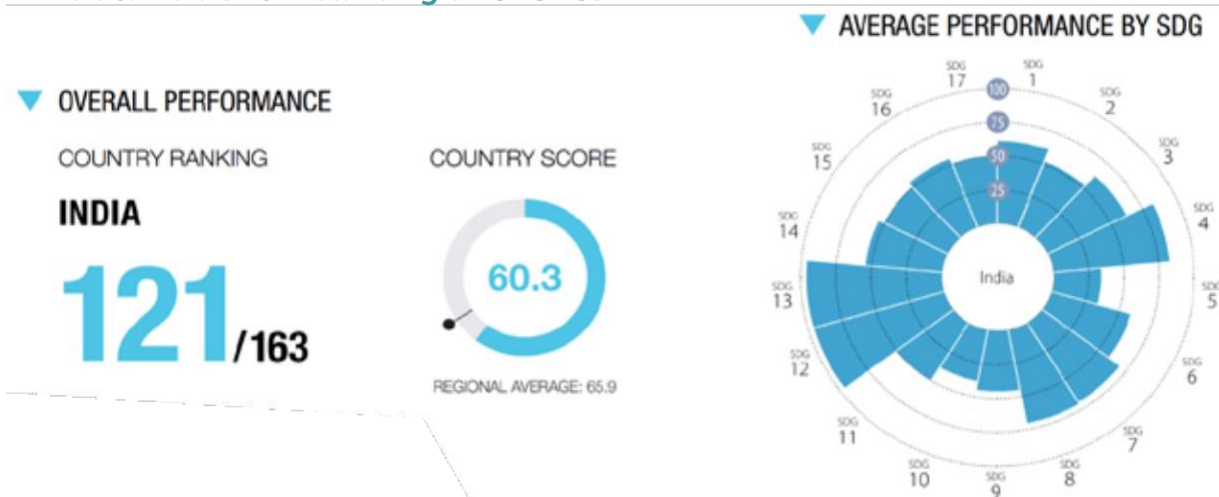 AVERAGE PERFORMANCE BY SDG
OVERALL PERFORMANCE
COUNTRY RANKING
INDIA
121/163
COUNTRY SCORE
60.3
REGIONAL AVERAGE: 65.9
100
75
50
25
India
SDG
1
SDG
2
SDG
3
SDG
4
SDG
5
SDG
6
SDG
7
SDG
8
SDG
9
SDG
10
SDG
11
SDG
12
SDG
13
SDG
14
SDG
15
SDG
16
SDG
17